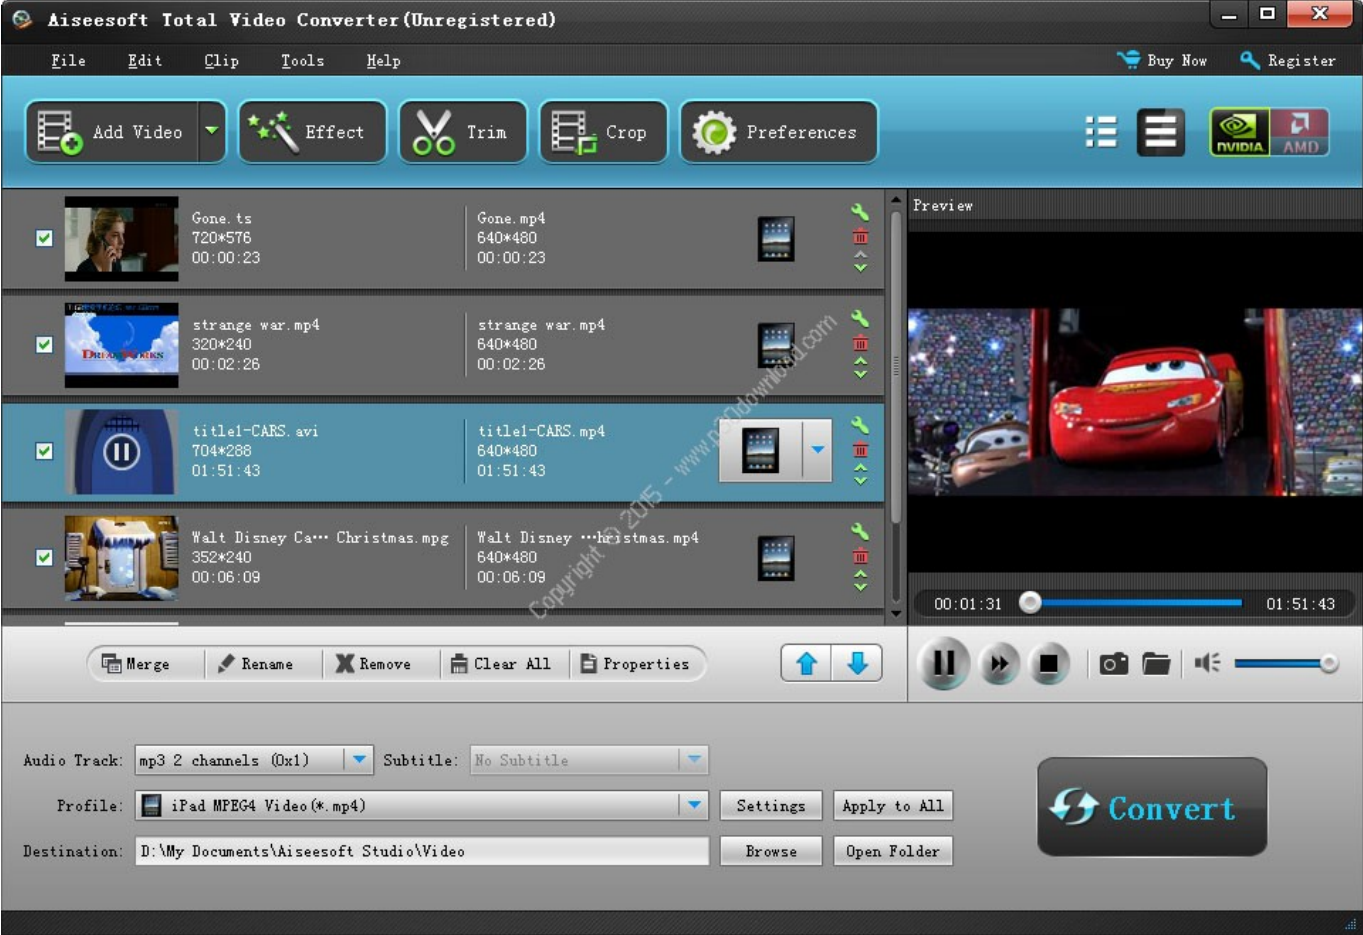 Aiseesoft Total Video Converter(Unregistered)
File Edit Clip Tools Help Buy Now Register
Add Video Effect Trim Crop Preferences NVIDIA AMD
Preview
Gone.ts Gone.mp4
720*576 640*480
00:00:23 00:00:23
strange war.mp4 strange war.mp4
320*240 640*480
DREAMWORKS
00:02:26 00:02:26
title1-CARS.avi title1-CARS.mp4
704*288 640*480
01:51:43 01:51:43
Walt Disney Ca··· Christmas.mpg Walt Disney ···hristmas.mp4
352*240 640*480
00:06:09 00:06:09
Copyright © 2015 - www.p30download.com
00:01:31 01:51:43
Merge Rename Remove Clear All Properties
Audio Track: mp3 2 channels (0x1) Subtitle: No Subtitle
Profile: iPad MPEG4 Video(*.mp4) Settings Apply to All
Convert
Destination: D:\My Documents\Aiseesoft Studio\Video Browse Open Folder